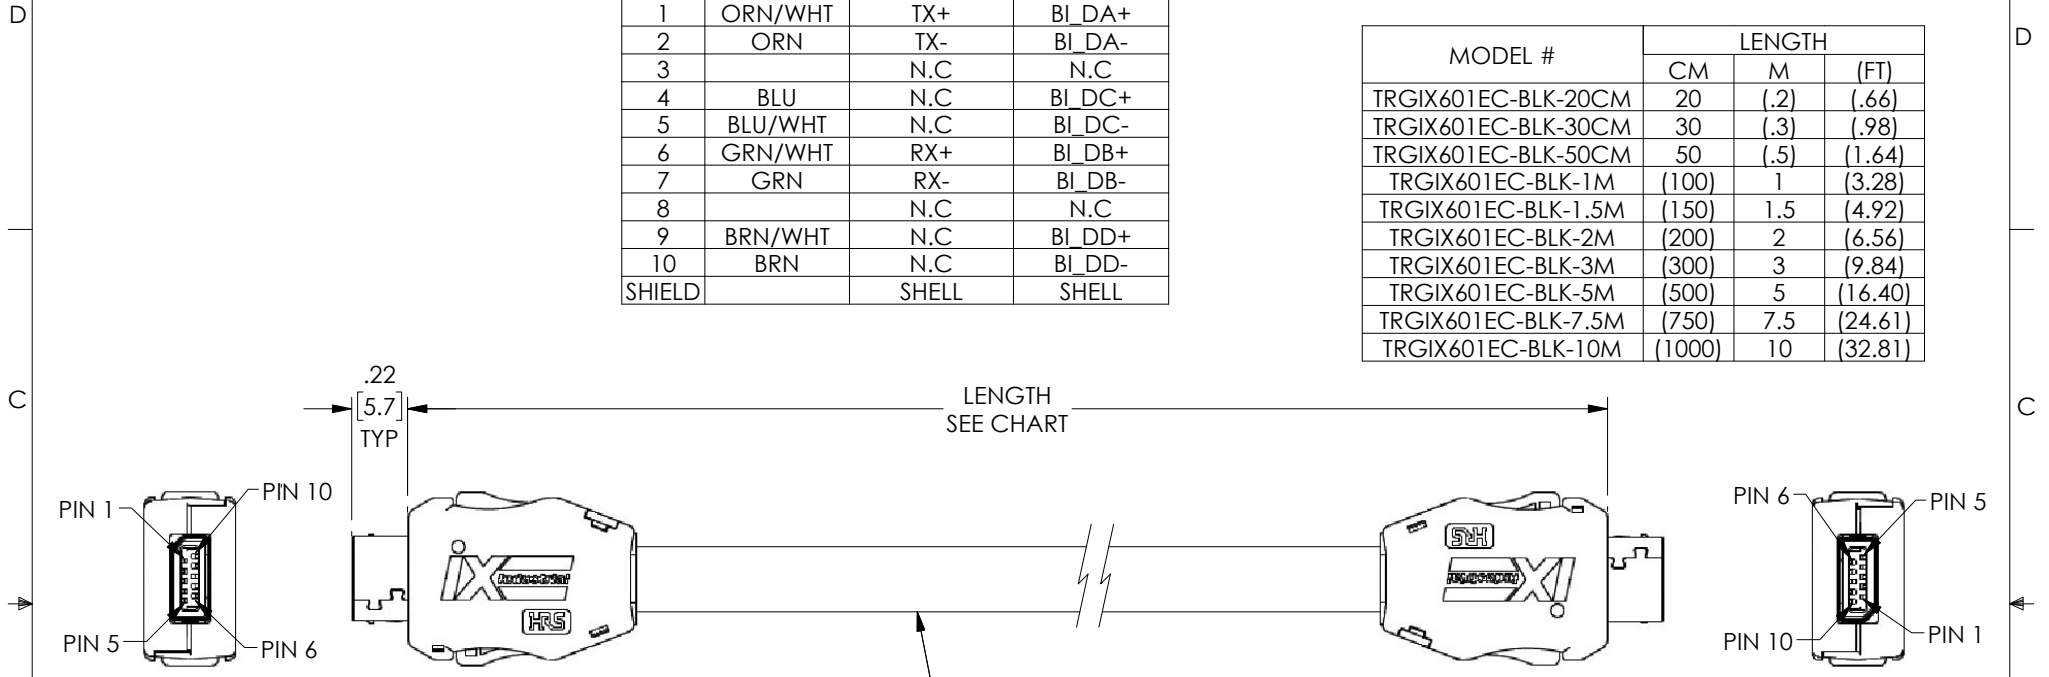 D
D
1 ORN/WHT TX+ BI_DA+
2 ORN TX- BI_DA-
3 N.C N.C
4 BLU N.C BI_DC+
5 BLU/WHT N.C BI_DC-
6 GRN/WHT RX+ BI_DB+
7 GRN RX- BI_DB-
8 N.C N.C
9 BRN/WHT N.C BI_DD+
10 BRN N.C BI_DD-
SHIELD SHELL SHELL
MODEL # LENGTH
CM M (FT)
TRGIX601EC-BLK-20CM 20 (.2) (.66)
TRGIX601EC-BLK-30CM 30 (.3) (.98)
TRGIX601EC-BLK-50CM 50 (.5) (1.64)
TRGIX601EC-BLK-1M (100) 1 (3.28)
TRGIX601EC-BLK-1.5M (150) 1.5 (4.92)
TRGIX601EC-BLK-2M (200) 2 (6.56)
TRGIX601EC-BLK-3M (300) 3 (9.84)
TRGIX601EC-BLK-5M (500) 5 (16.40)
TRGIX601EC-BLK-7.5M (750) 7.5 (24.61)
TRGIX601EC-BLK-10M (1000) 10 (32.81)
C
C
.22
[5.7]
TYP
LENGTH
SEE CHART
PIN 1
PIN 10
PIN 5
PIN 6
ix industrial
HRS
HRS
ix industrial
PIN 6
PIN 5
PIN 10
PIN 1